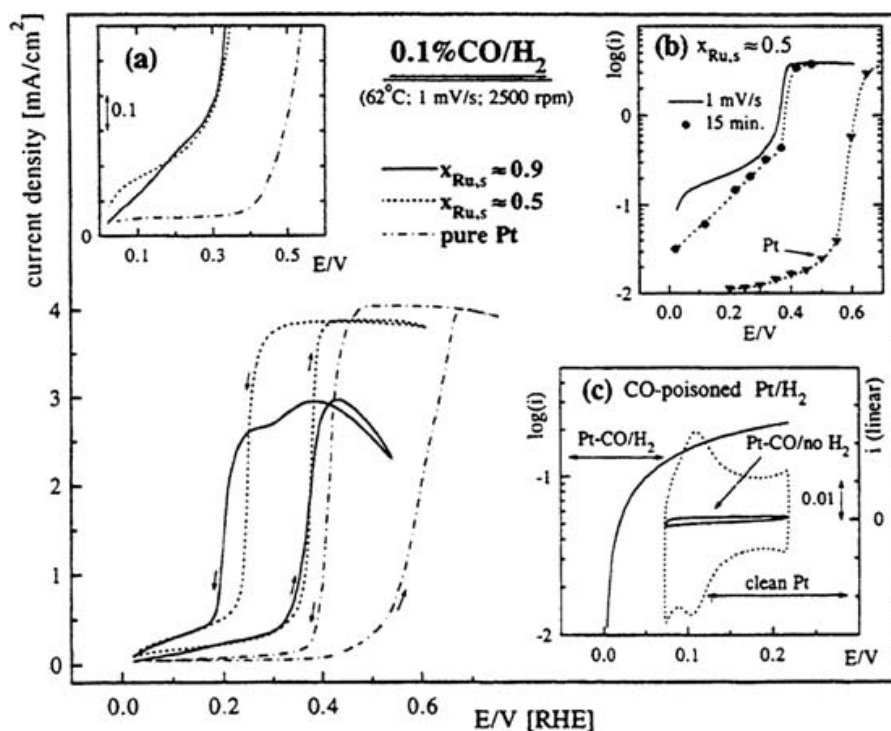 (a)
0.1
0
0.1
0.3
0.5
E/V
0.1%CO/H₂
(62°C; 1 mV/s; 2500 rpm)
x_Ru,s ≈ 0.9
x_Ru,s ≈ 0.5
pure Pt
(b) x_Ru,s ≈ 0.5
log(i)
1 mV/s
15 min.
Pt
0
-1
-2
0.0
0.2
0.4
0.6
E/V
(c) CO-poisoned Pt/H₂
log(i)
i (linear)
Pt-CO/H₂
Pt-CO/no H₂
0.01
clean Pt
-1
-2
0
0.0
0.1
0.2
E/V
current density [mA/cm²]
4
3
2
1
0
0.0
0.2
0.4
0.6
E/V [RHE]